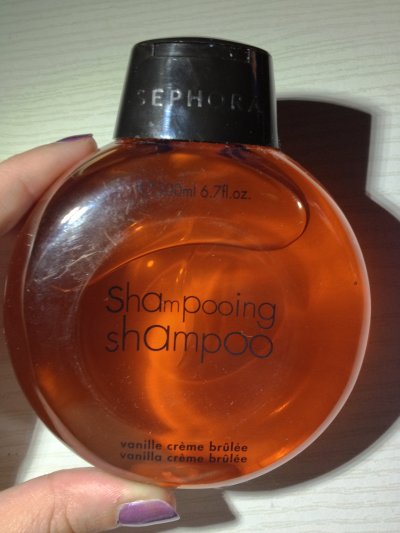 SEPHORA
200ml 6.7fl.oz.
shampooing
shampoo
vanille crème brûlée
vanilla crème brûlée